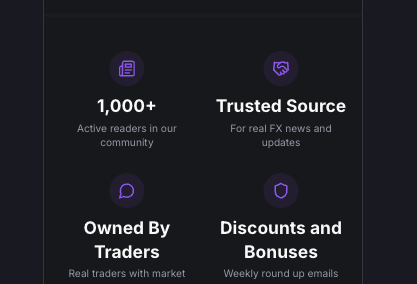 1,000+
Active readers in our
community
Trusted Source
For real FX news and
updates
Owned By
Traders
Real traders with market
Discounts and
Bonuses
Weekly round up emails